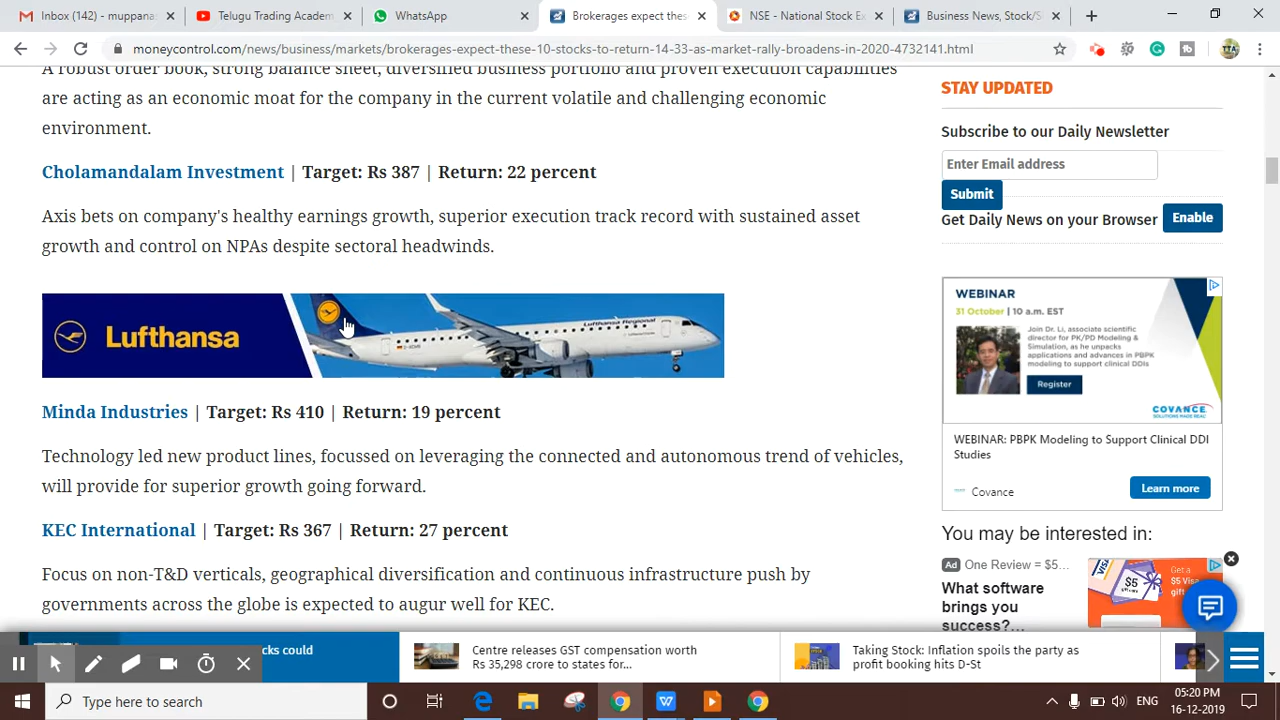 Inbox (142) - muppanas
Telugu Trading Academ
WhatsApp
Brokerages expect these
NSE - National Stock Ex
Business News, Stock/S
moneycontrol.com/news/business/markets/brokerages-expect-these-10-stocks-to-return-14-33-as-market-rally-broadens-in-2020-4732141.html
A robust order book, strong balance sheet, diversified business portfolio and proven execution capabilities
are acting as an economic moat for the company in the current volatile and challenging economic
environment.
Cholamandalam Investment | Target: Rs 387 | Return: 22 percent
Axis bets on company's healthy earnings growth, superior execution track record with sustained asset
growth and control on NPAs despite sectoral headwinds.
Lufthansa
Lufthansa Regional
Minda Industries | Target: Rs 410 | Return: 19 percent
Technology led new product lines, focussed on leveraging the connected and autonomous trend of vehicles,
will provide for superior growth going forward.
KEC International | Target: Rs 367 | Return: 27 percent
Focus on non-T&D verticals, geographical diversification and continuous infrastructure push by
governments across the globe is expected to augur well for KEC.
STAY UPDATED
Subscribe to our Daily Newsletter
Enter Email address
Submit
Get Daily News on your Browser Enable
WEBINAR
31 October | 10 a.m. EST
Join Dr. Li, associate scientific
director for PK/PD Modeling &
Simulation, as he unpacks
applications and advances in PBPK
modeling to support clinical DDI
Register
COVANCE
WEBINAR: PBPK Modeling to Support Clinical DDI
Studies
Covance
Learn more
You may be interested in:
Ad One Review = $5...
What software
brings you
success?...
Get a
$5 Visa
gift
VISA
$5
cks could
Centre releases GST compensation worth
Rs 35,298 crore to states for...
Taking Stock: Inflation spoils the party as
profit booking hits D-St
Type here to search
ENG
05:20 PM
16-12-2019